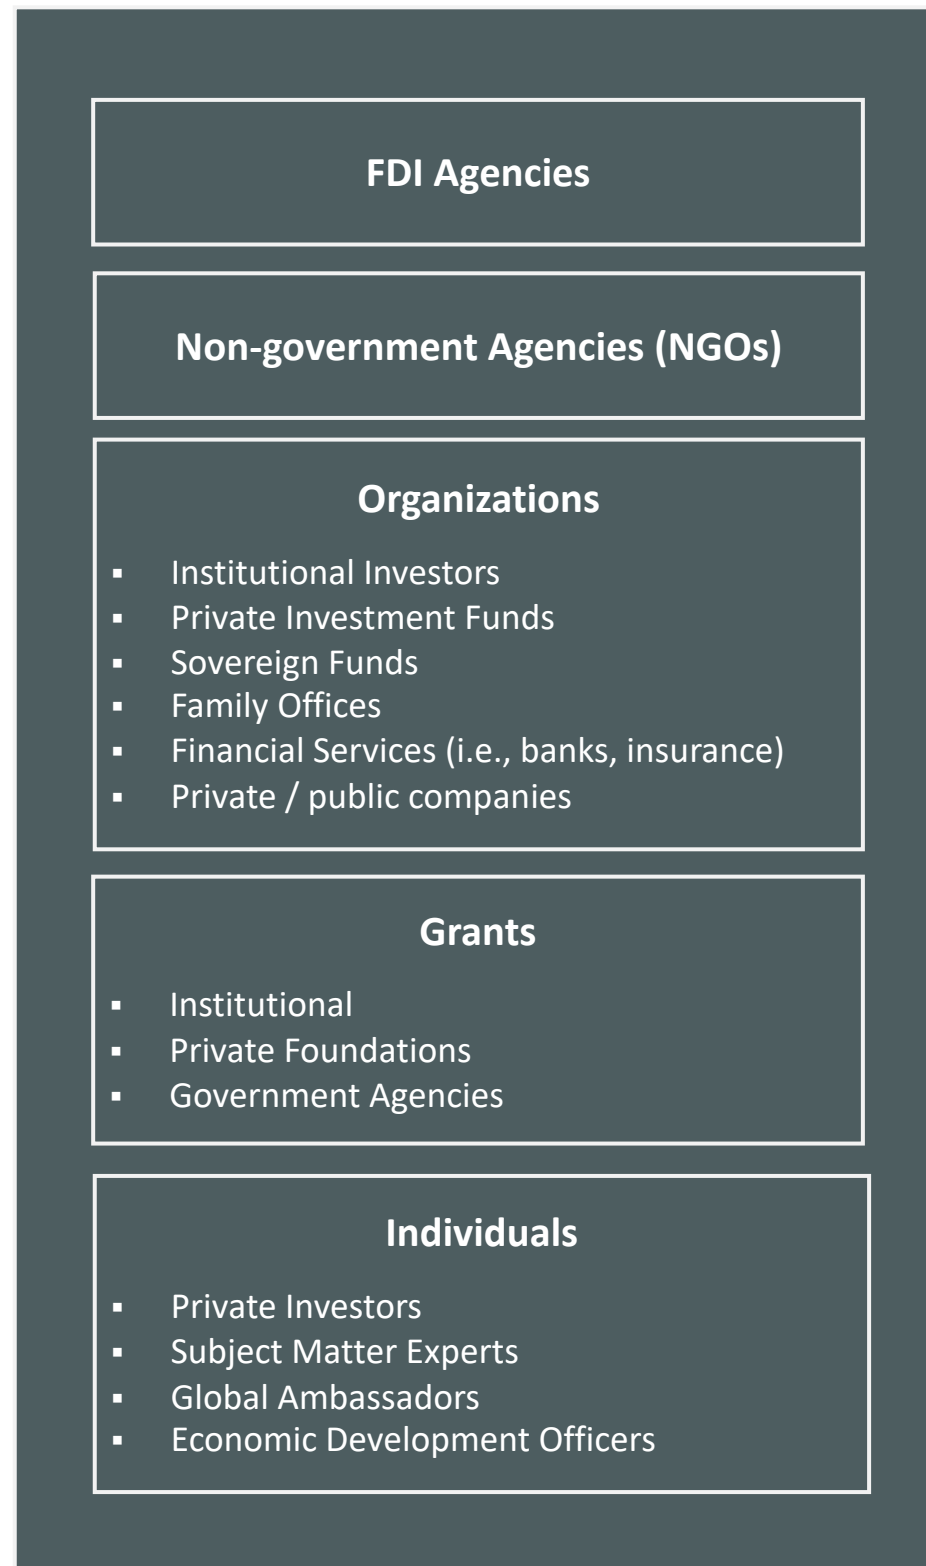 FDI Agencies
Non-government Agencies (NGOs)
Organizations
▪ Institutional Investors
▪ Private Investment Funds
▪ Sovereign Funds
▪ Family Offices
▪ Financial Services (i.e., banks, insurance)
▪ Private / public companies
Grants
▪ Institutional
▪ Private Foundations
▪ Government Agencies
Individuals
▪ Private Investors
▪ Subject Matter Experts
▪ Global Ambassadors
▪ Economic Development Officers